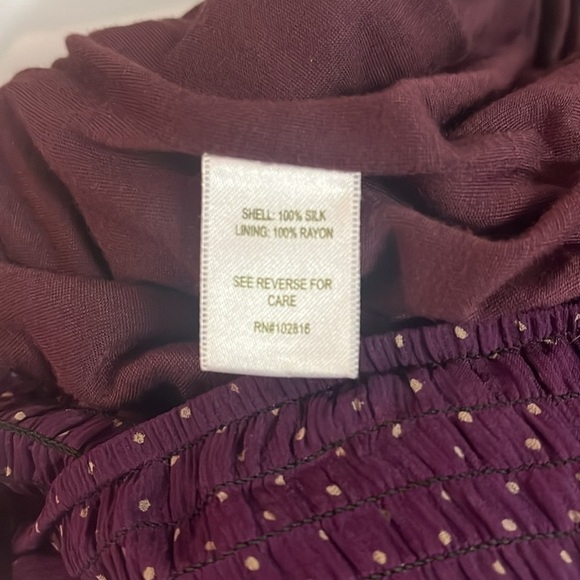 SHELL: 100% SILK
LINING: 100% RAYON
SEE REVERSE FOR
CARE
RN#102816